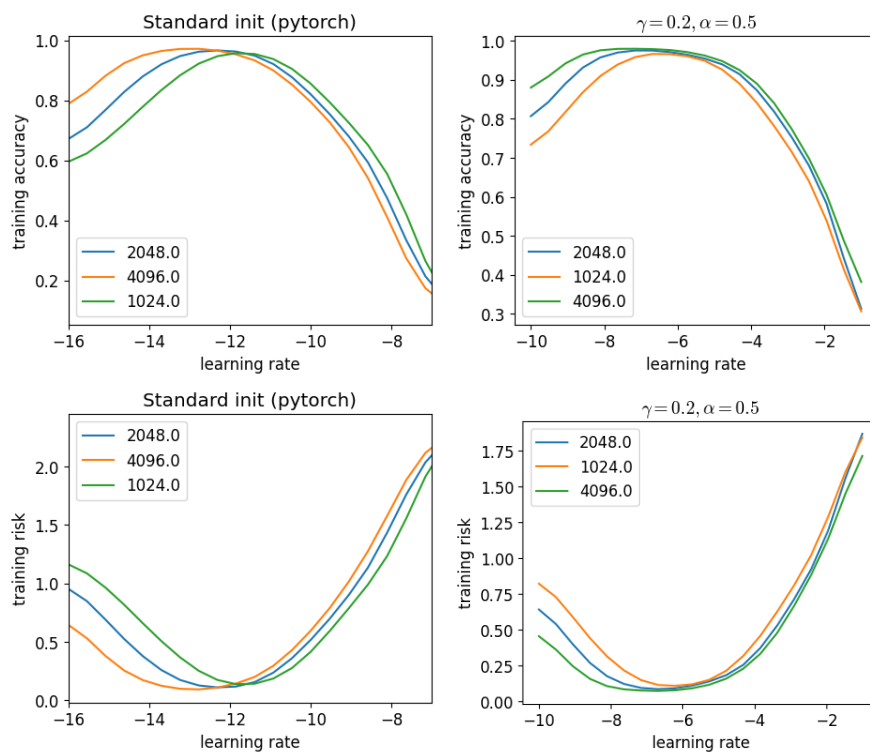 Standard init (pytorch)
1.0
0.8
0.6
0.4
0.2
training accuracy
2048.0
4096.0
1024.0
−16 −14 −12 −10 −8
learning rate
γ = 0.2, α = 0.5
1.0
0.9
0.8
0.7
0.6
0.5
0.4
0.3
training accuracy
2048.0
1024.0
4096.0
−10 −8 −6 −4 −2
learning rate
Standard init (pytorch)
2.0
1.5
1.0
0.5
0.0
training risk
2048.0
4096.0
1024.0
−16 −14 −12 −10 −8
learning rate
γ = 0.2, α = 0.5
1.75
1.50
1.25
1.00
0.75
0.50
0.25
0.00
training risk
2048.0
1024.0
4096.0
−10 −8 −6 −4 −2
learning rate